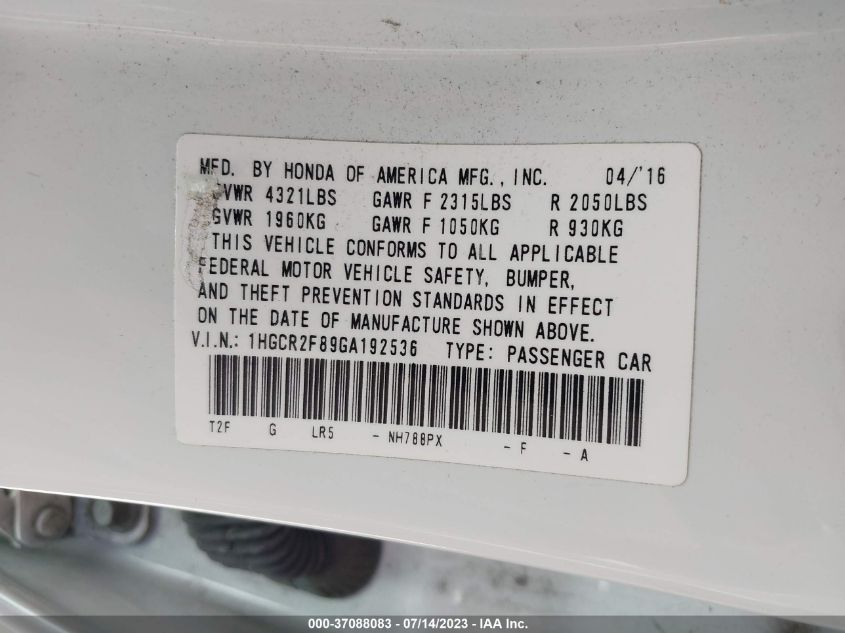 MFD. BY HONDA OF AMERICA MFG., INC. 04/'16
GVWR 4321LBS GAWR F 2315LBS R 2050LBS
GVWR 1960KG GAWR F 1050KG R 930KG
THIS VEHICLE CONFORMS TO ALL APPLICABLE
FEDERAL MOTOR VEHICLE SAFETY, BUMPER,
AND THEFT PREVENTION STANDARDS IN EFFECT
ON THE DATE OF MANUFACTURE SHOWN ABOVE.
V.I.N.: 1HGCR2F89GA192536 TYPE: PASSENGER CAR
T2F G LR5 - NH788PX - F - A
000-37088083 - 07/14/2023 - IAA Inc.